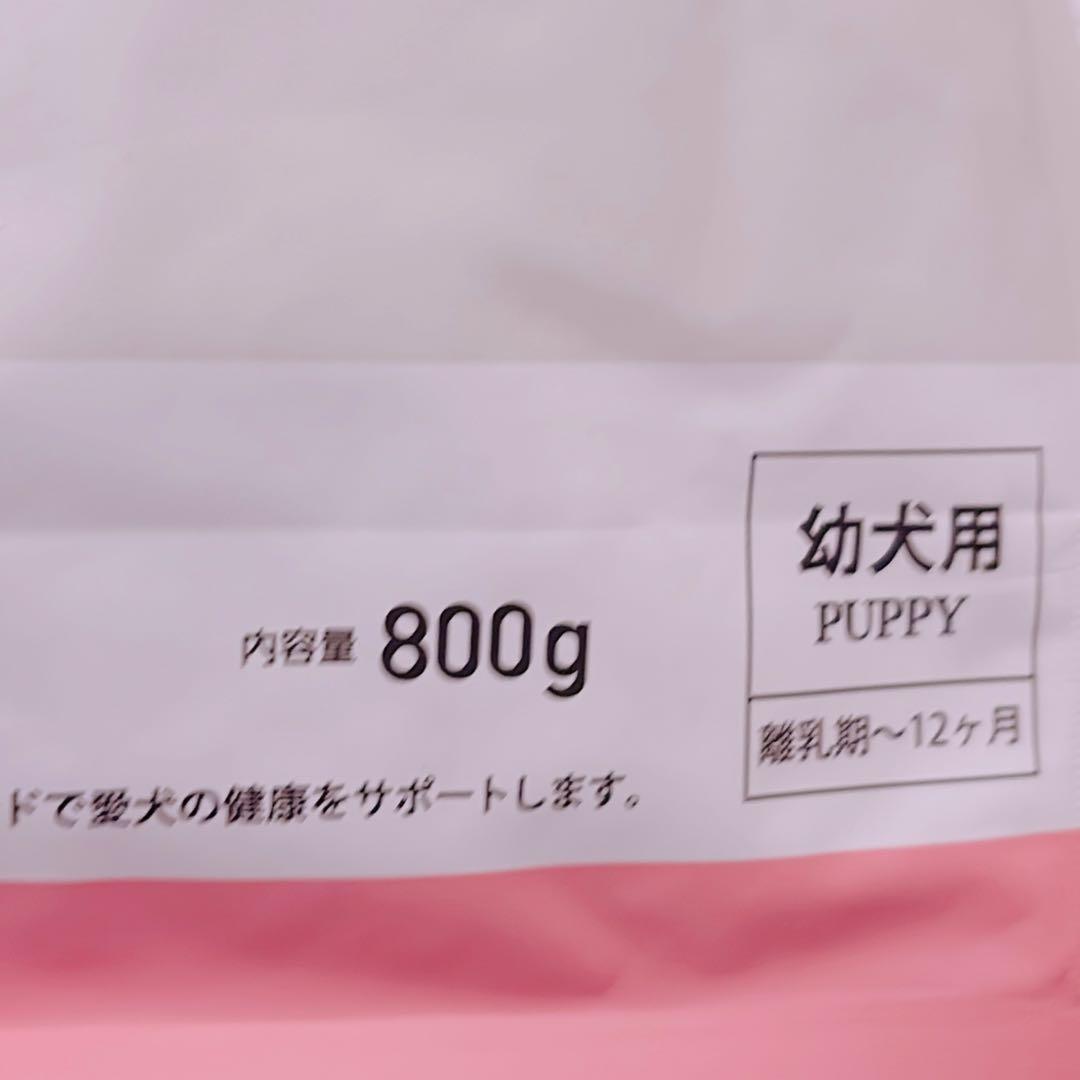 幼犬用
PUPPY
内容量 800g
離乳期～12ヶ月
ドで愛犬の健康をサポートします。